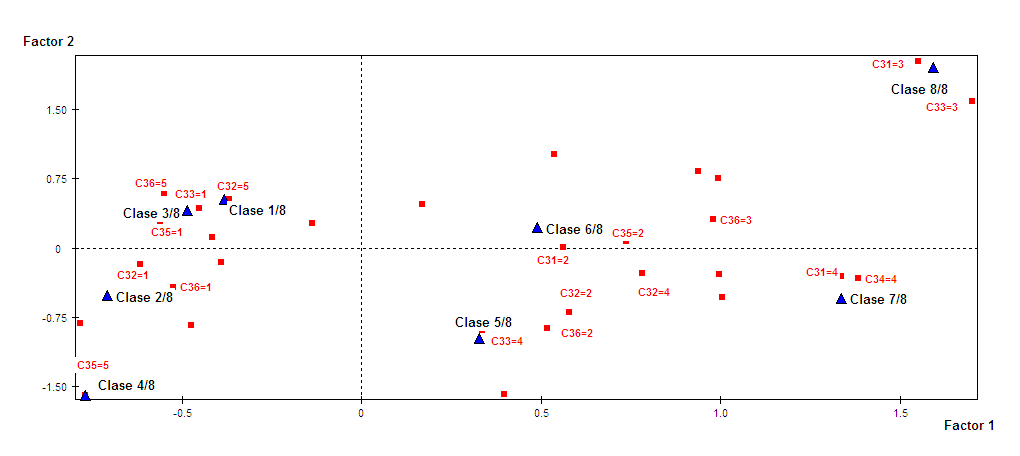 Factor 2
C31=3
Clase 8/8
C33=3
1.50
C36=5
C33=1
C32=5
0.75
Clase 3/8
Clase 1/8
C35=1
C36=3
Clase 6/8
C35=2
0
C31=2
C32=1
C31=4
C34=4
C36=1
Clase 2/8
C32=2
C32=4
Clase 7/8
-0.75
Clase 5/8
C36=2
C33=4
C35=5
Clase 4/8
-1.50
-0.5
0
0.5
1.0
1.5
Factor 1